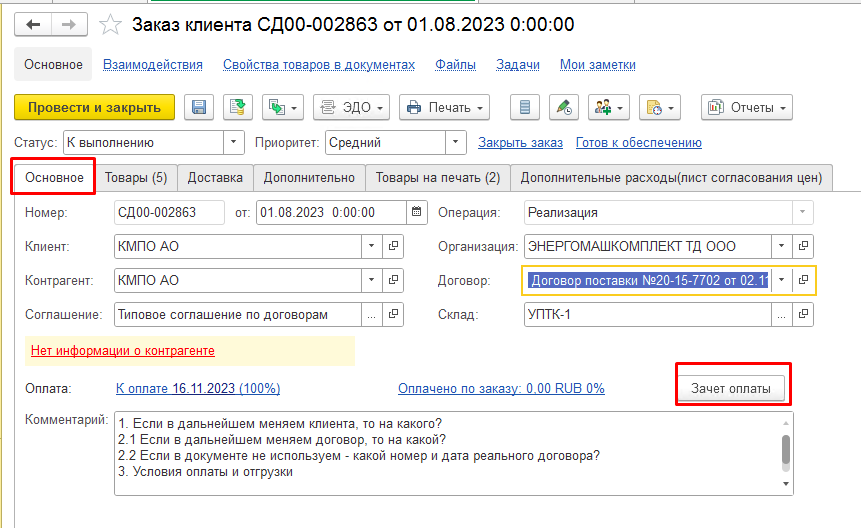 Заказ клиента СД00-002863 от 01.08.2023 0:00:00
Основное Взаимодействия Свойства товаров в документах Файлы Задачи Мои заметки
Провести и закрыть ЭДО Печать Отчеты
Статус: К выполнению Приоритет: Средний Закрыть заказ Готов к обеспечению
Основное Товары (5) Доставка Дополнительно Товары на печать (2) Дополнительные расходы(лист согласования цен)
Номер: СД00-002863 от: 01.08.2023 0:00:00 Операция: Реализация
Клиент: КМПО АО Организация: ЭНЕРГОМАШКОМПЛЕКТ ТД ООО
Контрагент: КМПО АО Договор: Договор поставки №20-15-7702 от 02.11
Соглашение: Типовое соглашение по договорам ... Склад: УПТК-1 ...
Нет информации о контрагенте
Оплата: К оплате 16.11.2023 (100%) Оплачено по заказу: 0,00 RUB 0% Зачет оплаты
Комментарий: 1. Если в дальнейшем меняем клиента, то на какого?
2.1 Если в дальнейшем меняем договор, то на какой?
2.2 Если в документе не используем - какой номер и дата реального договора?
3. Условия оплаты и отгрузки